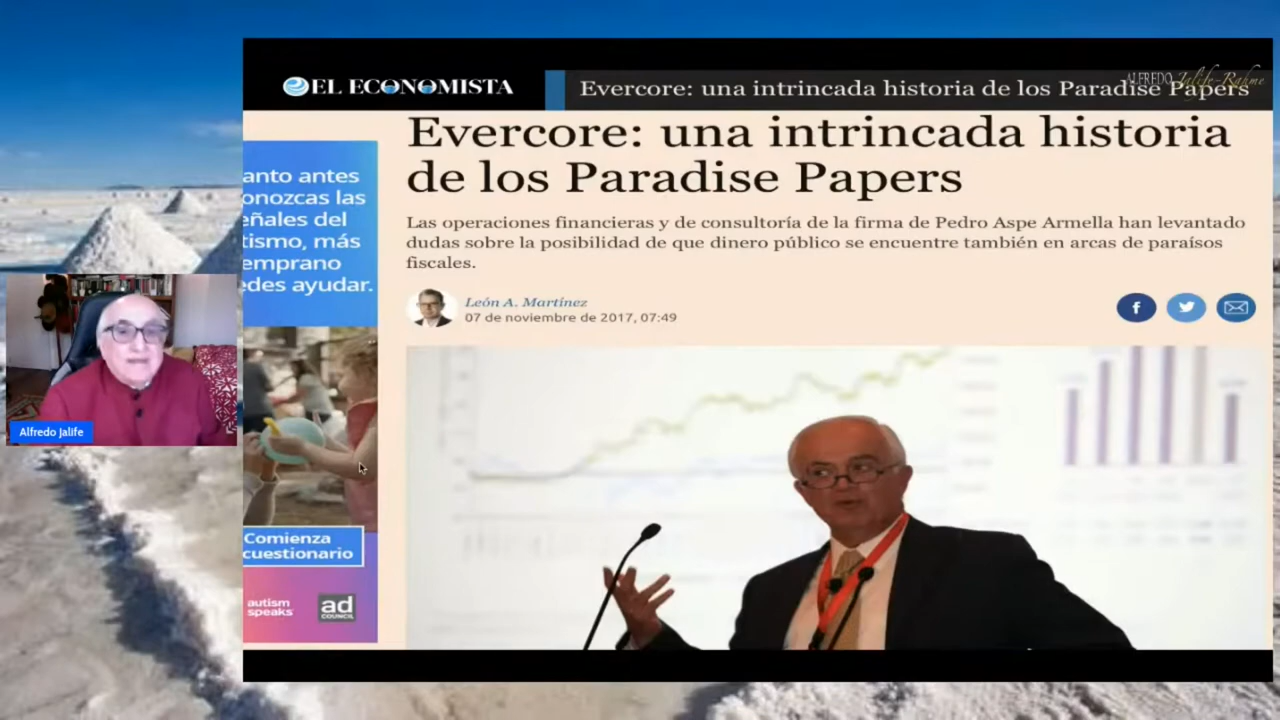 EL ECONOMISTA
Evercore: una intrincada historia de los Paradise Papers
ALFREDO Jalife-Rahme
Evercore: una intrincada historia
de los Paradise Papers
Las operaciones financieras y de consultoría de la firma de Pedro Aspe Armella han levantado
dudas sobre la posibilidad de que dinero público se encuentre también en arcas de paraísos
fiscales.
León A. Martínez
07 de noviembre de 2017, 07:49
anto antes
onozcas las
eñales del
tismo, más
emprano
edes ayudar.
Comienza
cuestionario
autism
speaks
ad
COUNCIL
Alfredo Jalife